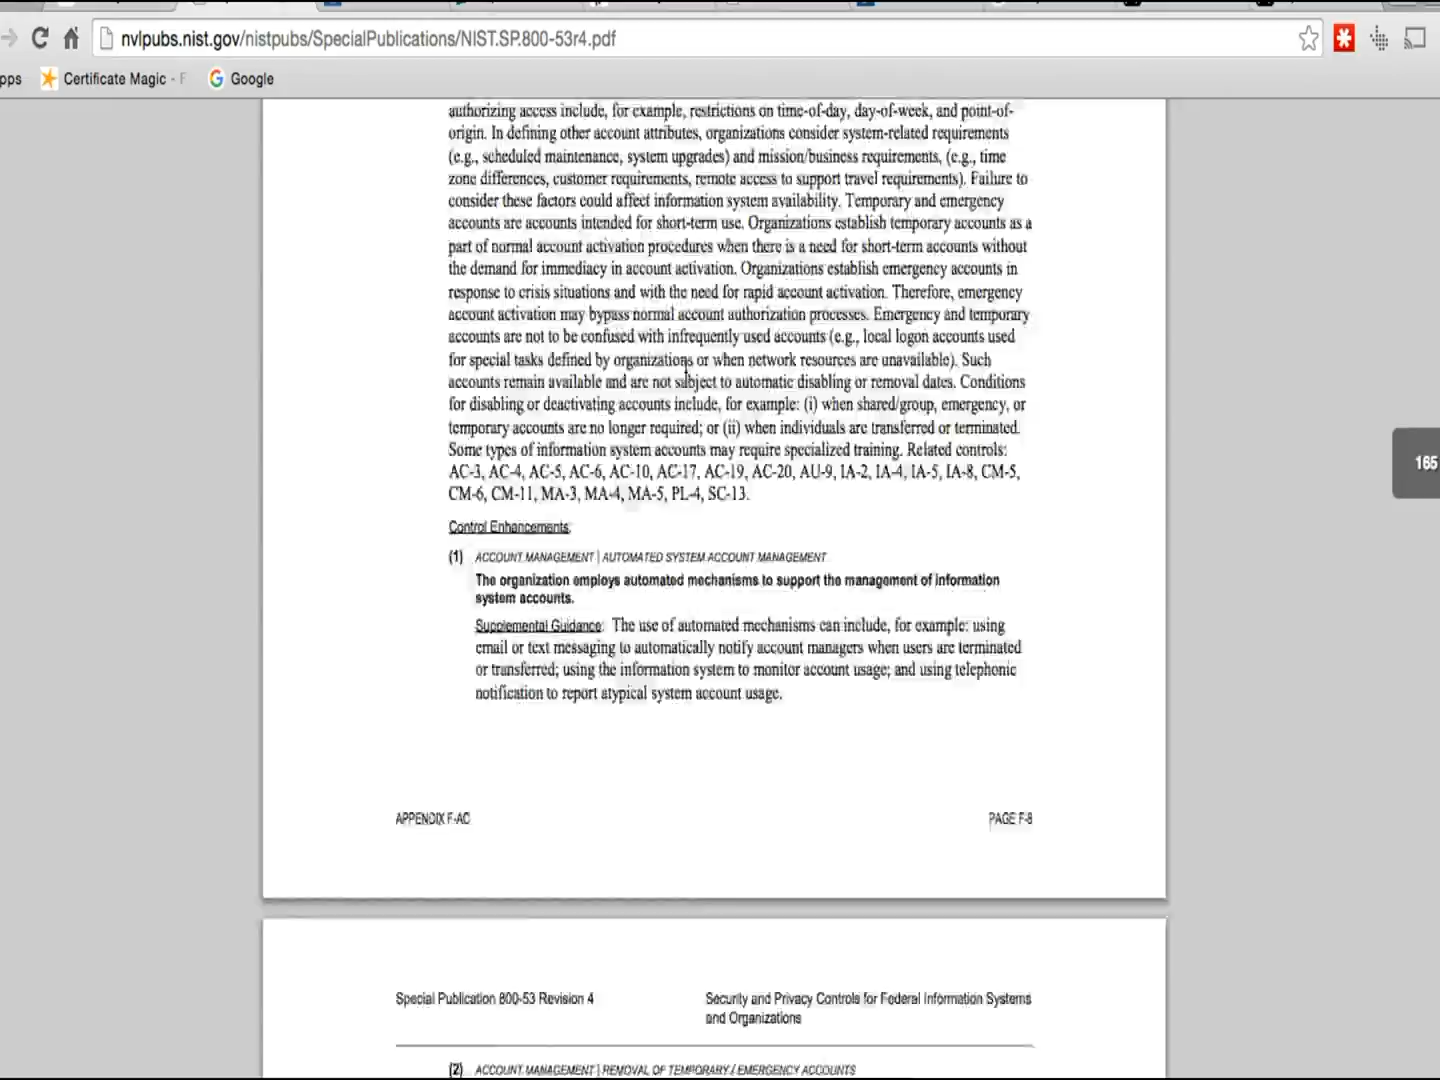 nvlpubs.nist.gov/nistpubs/SpecialPublications/NIST.SP.800-53r4.pdf
pps Certificate Magic - F Google
authorizing access include, for example, restrictions on time-of-day, day-of-week, and point-of-
origin. In defining other account attributes, organizations consider system-related requirements
(e.g., scheduled maintenance, system upgrades) and mission/business requirements, (e.g., time
zone differences, customer requirements, remote access to support travel requirements). Failure to
consider these factors could affect information system availability. Temporary and emergency
accounts are accounts intended for short-term use. Organizations establish temporary accounts as a
part of normal account activation procedures when there is a need for short-term accounts without
the demand for immediacy in account activation. Organizations establish emergency accounts in
response to crisis situations and with the need for rapid account activation. Therefore, emergency
account activation may bypass normal account authorization processes. Emergency and temporary
accounts are not to be confused with infrequently used accounts (e.g., local logon accounts used
for special tasks defined by organizations or when network resources are unavailable). Such
accounts remain available and are not subject to automatic disabling or removal dates. Conditions
for disabling or deactivating accounts include, for example: (i) when shared/group, emergency, or
temporary accounts are no longer required; or (ii) when individuals are transferred or terminated.
Some types of information system accounts may require specialized training. Related controls:
AC-3, AC-4, AC-5, AC-6, AC-10, AC-17, AC-19, AC-20, AU-9, IA-2, IA-4, IA-5, IA-8, CM-5,
CM-6, CM-11, MA-3, MA-4, MA-5, PL-4, SC-13.
165
Control Enhancements:
(1) ACCOUNT MANAGEMENT | AUTOMATED SYSTEM ACCOUNT MANAGEMENT
The organization employs automated mechanisms to support the management of information
system accounts.
Supplemental Guidance: The use of automated mechanisms can include, for example: using
email or text messaging to automatically notify account managers when users are terminated
or transferred; using the information system to monitor account usage; and using telephonic
notification to report atypical system account usage.
APPENDIX F-AC PAGE F-8
Special Publication 800-53 Revision 4 Security and Privacy Controls for Federal Information Systems
and Organizations
(2) ACCOUNT MANAGEMENT | REMOVAL OF TEMPORARY / EMERGENCY ACCOUNTS